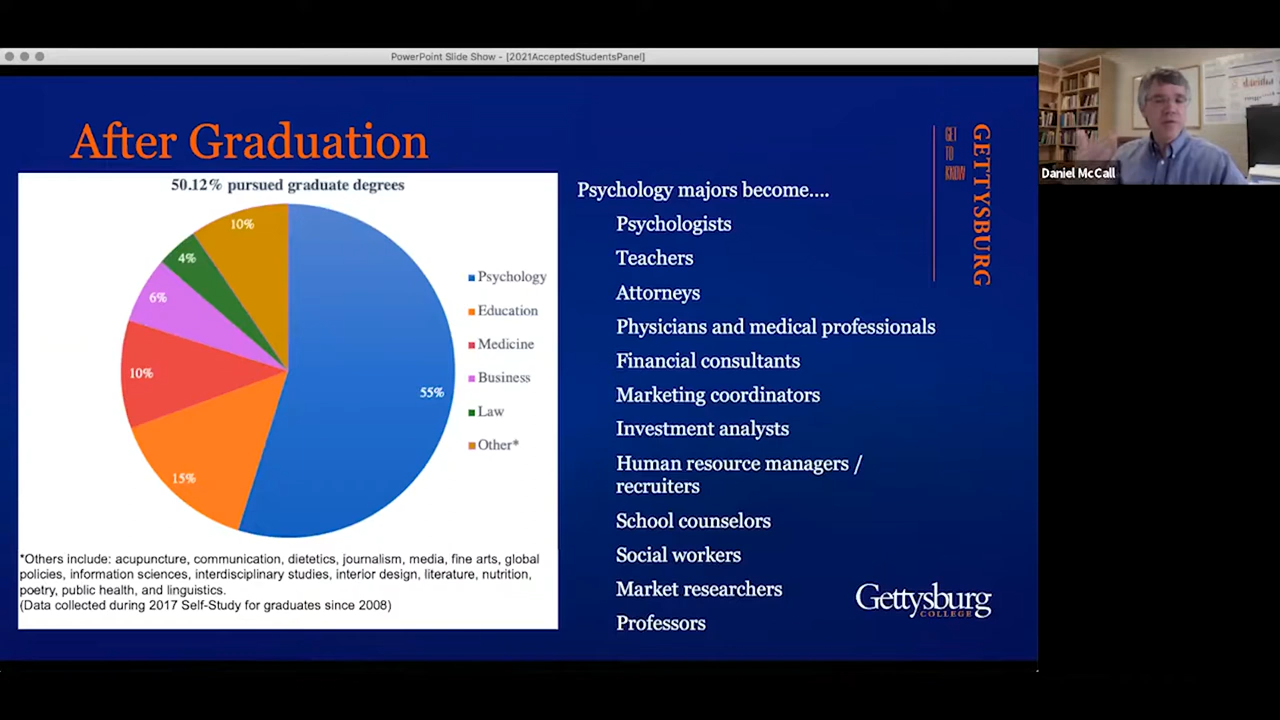 PowerPoint Slide Show - [2021AcceptedStudentsPanel]
After Graduation
50.12% pursued graduate degrees
10%
4%
6%
10%
15%
55%
Psychology
Education
Medicine
Business
Law
Other*
*Others include: acupuncture, communication, dietetics, journalism, media, fine arts, global
policies, information sciences, interdisciplinary studies, interior design, literature, nutrition,
poetry, public health, and linguistics.
(Data collected during 2017 Self-Study for graduates since 2008)
Psychology majors become....
Psychologists
Teachers
Attorneys
Physicians and medical professionals
Financial consultants
Marketing coordinators
Investment analysts
Human resource managers /
recruiters
School counselors
Social workers
Market researchers
Professors
GET
TO
KNOW
GETTYSBURG
Gettysburg
COLLEGE
Daniel McCall